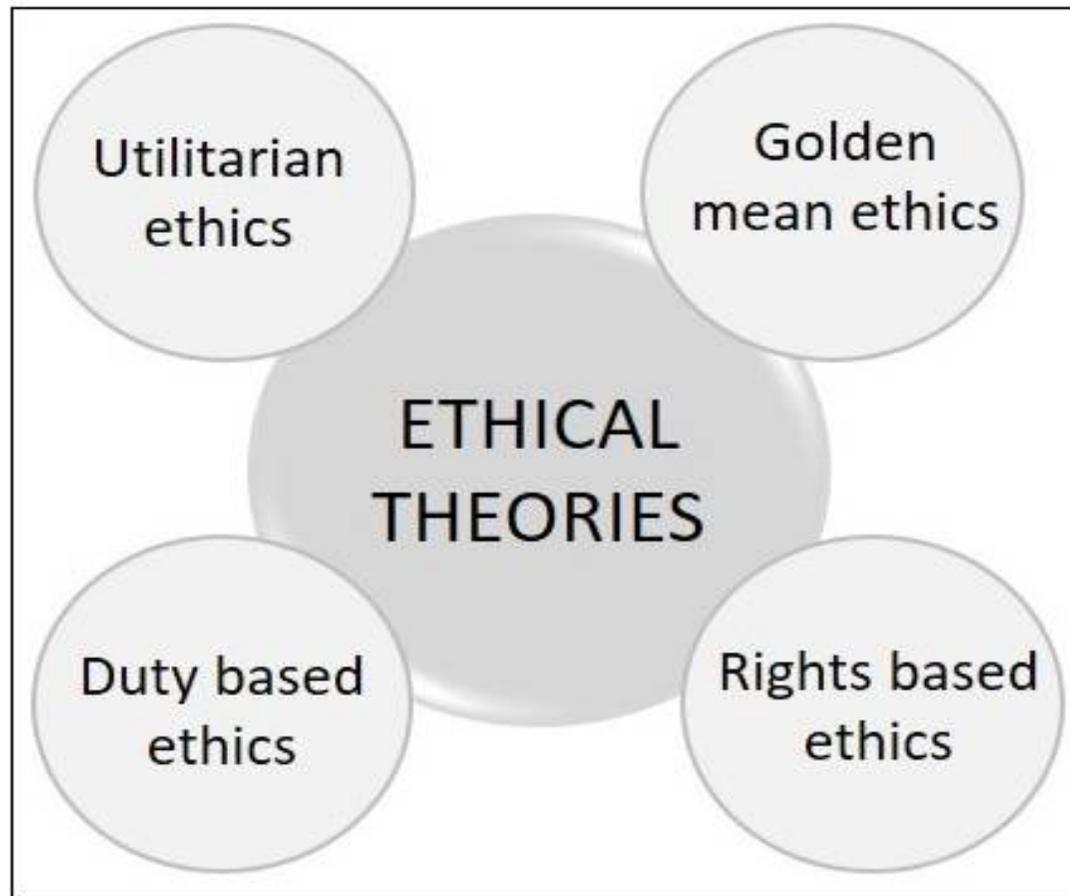 Utilitarian
ethics
Golden
mean ethics
ETHICAL
THEORIES
Duty based
ethics
Rights based
ethics